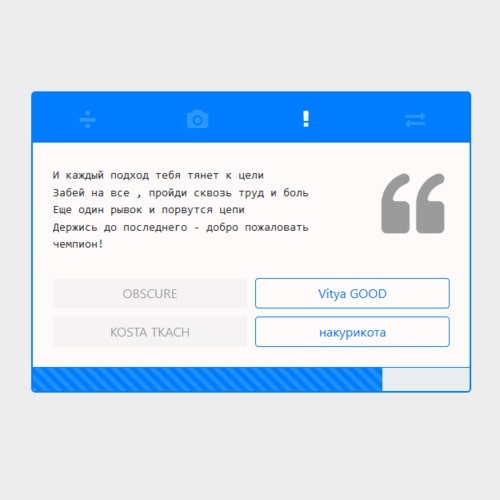 И каждый подход тебя тянет к цели
Забей на все , пройди сквозь труд и боль
Еще один рывок и порвутся цепи
Держись до последнего - добро пожаловать
чемпион!
OBSCURE
Vitya GOOD
KOSTA TKACH
накурикота